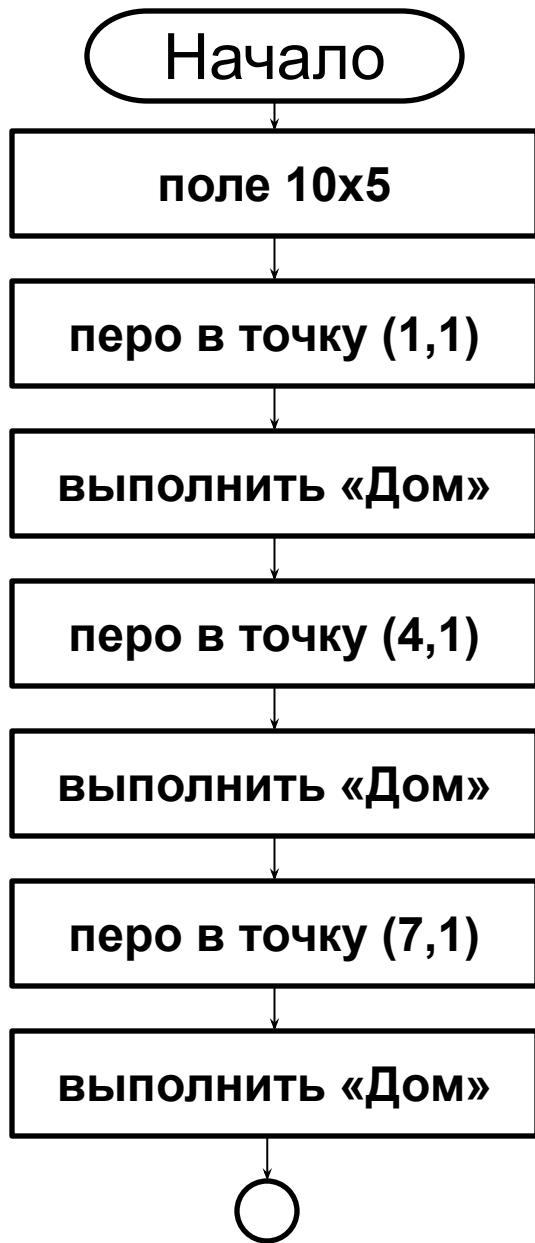 Начало
поле 10х5
перо в точку (1,1)
выполнить «Дом»
перо в точку (4,1)
выполнить «Дом»
перо в точку (7,1)
выполнить «Дом»